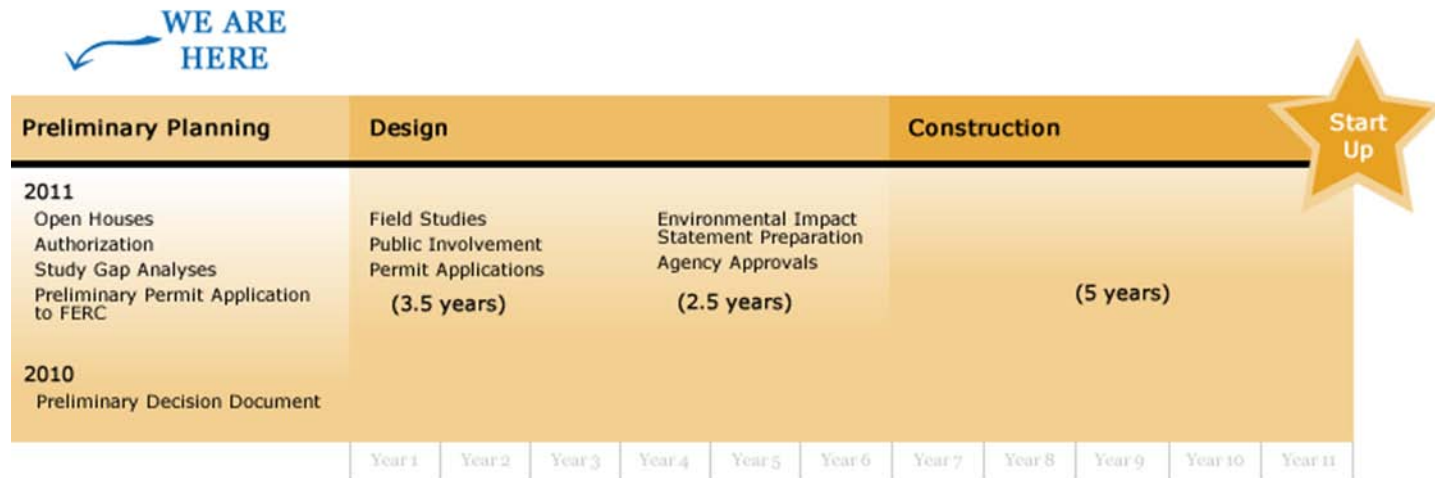 WE ARE
HERE
Preliminary Planning
Design
Construction
Start
Up
2011
Open Houses
Authorization
Study Gap Analyses
Preliminary Permit Application
to FERC
2010
Preliminary Decision Document
Field Studies
Public Involvement
Permit Applications
(3.5 years)
Environmental Impact
Statement Preparation
Agency Approvals
(2.5 years)
(5 years)
Year 1
Year 2
Year 3
Year 4
Year 5
Year 6
Year 7
Year 8
Year 9
Year 10
Year 11